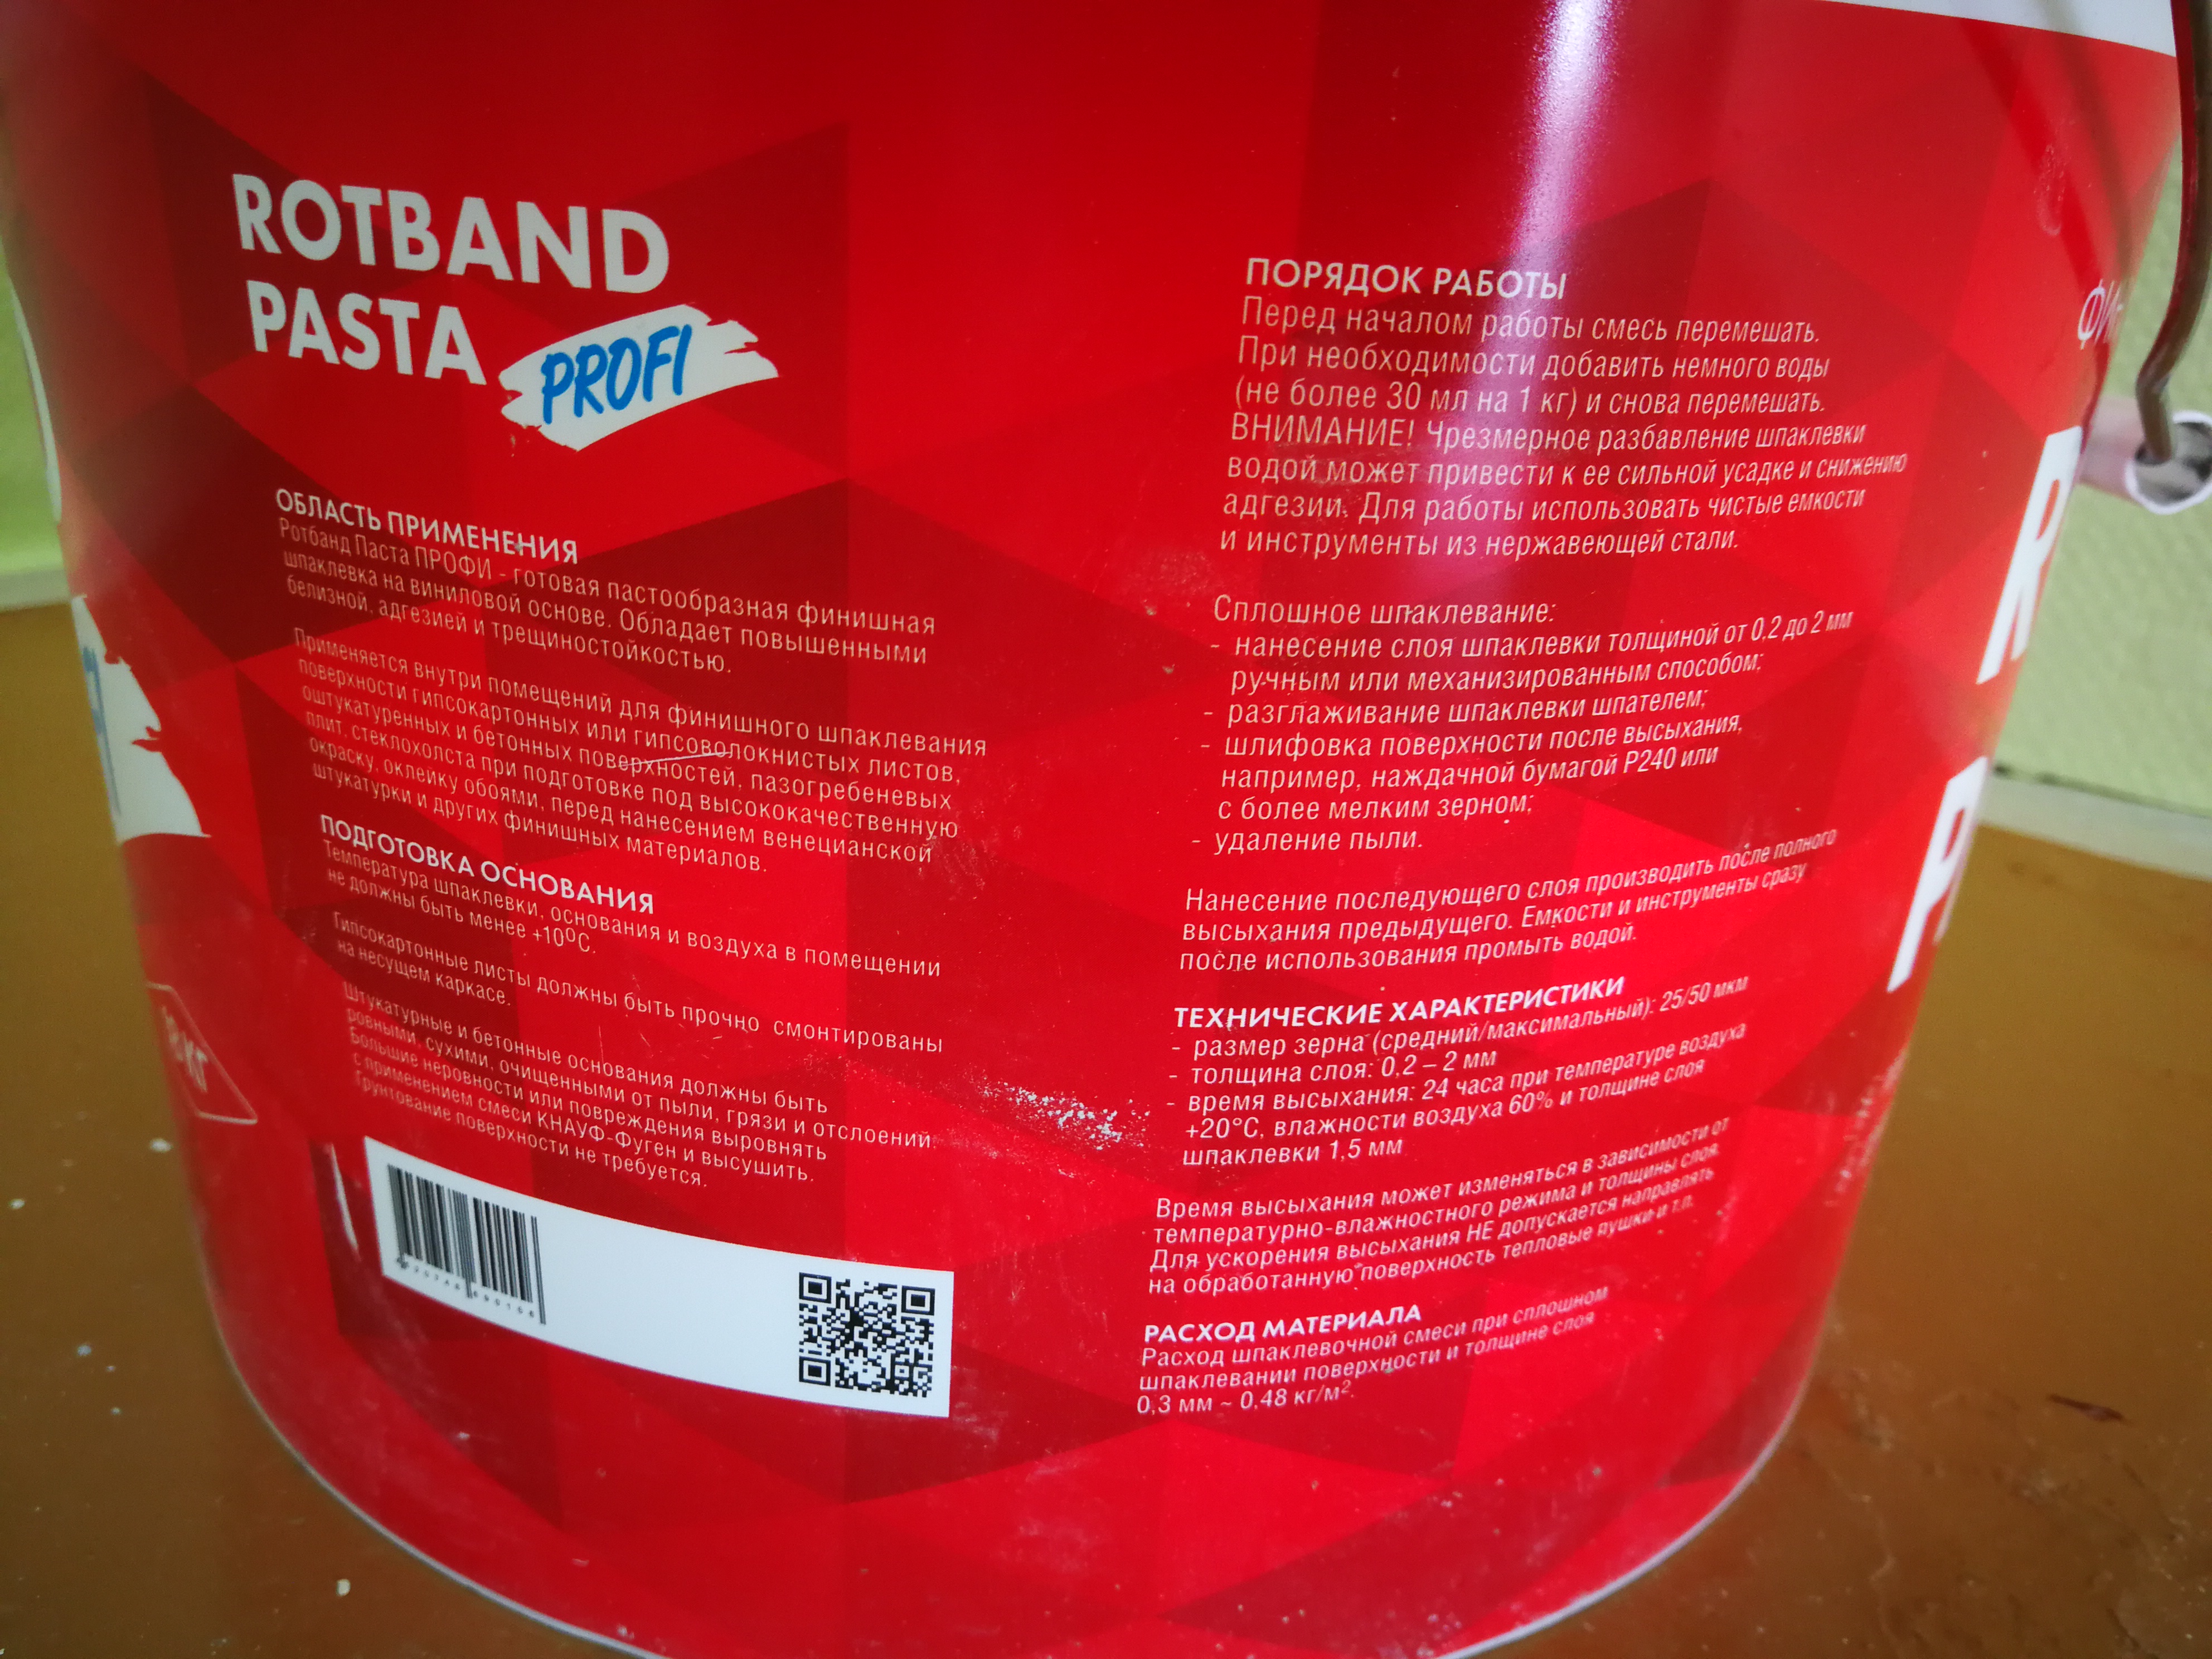 ROTBAND
PASTA
PROFI
ОБЛАСТЬ ПРИМЕНЕНИЯ
Ротбанд Паста ПРОФИ - готовая пастообразная финишная
шпаклевка на виниловой основе. Обладает повышенными
белизной, адгезией и трещиностойкостью.
Применяется внутри помещений для финишного шпаклевания
поверхности гипсокартонных или гипсоволокнистых листов,
оштукатуренных и бетонных поверхностей, пазогребеневых
плит, стеклохолста при подготовке под высококачественную
окраску, оклейку обоями, перед нанесением венецианской
штукатурки и других финишных материалов.
ПОДГОТОВКА ОСНОВАНИЯ
Температура шпаклевки, основания и воздуха в помещении
не должны быть менее +10ºС.
Гипсокартонные листы должны быть прочно смонтированы
на несущем каркасе.
Штукатурные и бетонные основания должны быть
ровными, сухими, очищенными от пыли, грязи и отслоений.
Большие неровности или повреждения выровнять
с применением смеси КНАУФ-Фуген и высушить.
Грунтование поверхности не требуется.
ПОРЯДОК РАБОТЫ
Перед началом работы смесь перемешать.
При необходимости добавить немного воды
(не более 30 мл на 1 кг) и снова перемешать.
ВНИМАНИЕ! Чрезмерное разбавление шпаклевки
водой может привести к ее сильной усадке и снижению
адгезии. Для работы использовать чистые емкости
и инструменты из нержавеющей стали.
Сплошное шпаклевание:
- нанесение слоя шпаклевки толщиной от 0,2 до 2 мм
ручным или механизированным способом;
- разглаживание шпаклевки шпателем;
- шлифовка поверхности после высыхания,
например, наждачной бумагой Р240 или
с более мелким зерном;
- удаление пыли.
Нанесение последующего слоя производить после полного
высыхания предыдущего. Емкости и инструменты сразу
после использования промыть водой.
ТЕХНИЧЕСКИЕ ХАРАКТЕРИСТИКИ
- размер зерна (средний/максимальный): 25/50 мкм
- толщина слоя: 0,2 – 2 мм
- время высыхания: 24 часа при температуре воздуха
+20°С, влажности воздуха 60% и толщине слоя
шпаклевки 1,5 мм
Время высыхания может изменяться в зависимости от
температурно-влажностного режима и толщины слоя.
Для ускорения высыхания НЕ допускается направлять
на обработанную поверхность тепловые пушки и т.п.
РАСХОД МАТЕРИАЛА
Расход шпаклевочной смеси при сплошном
шпаклевании поверхности и толщине слоя
0,3 мм ~ 0,48 кг/м².
КГ